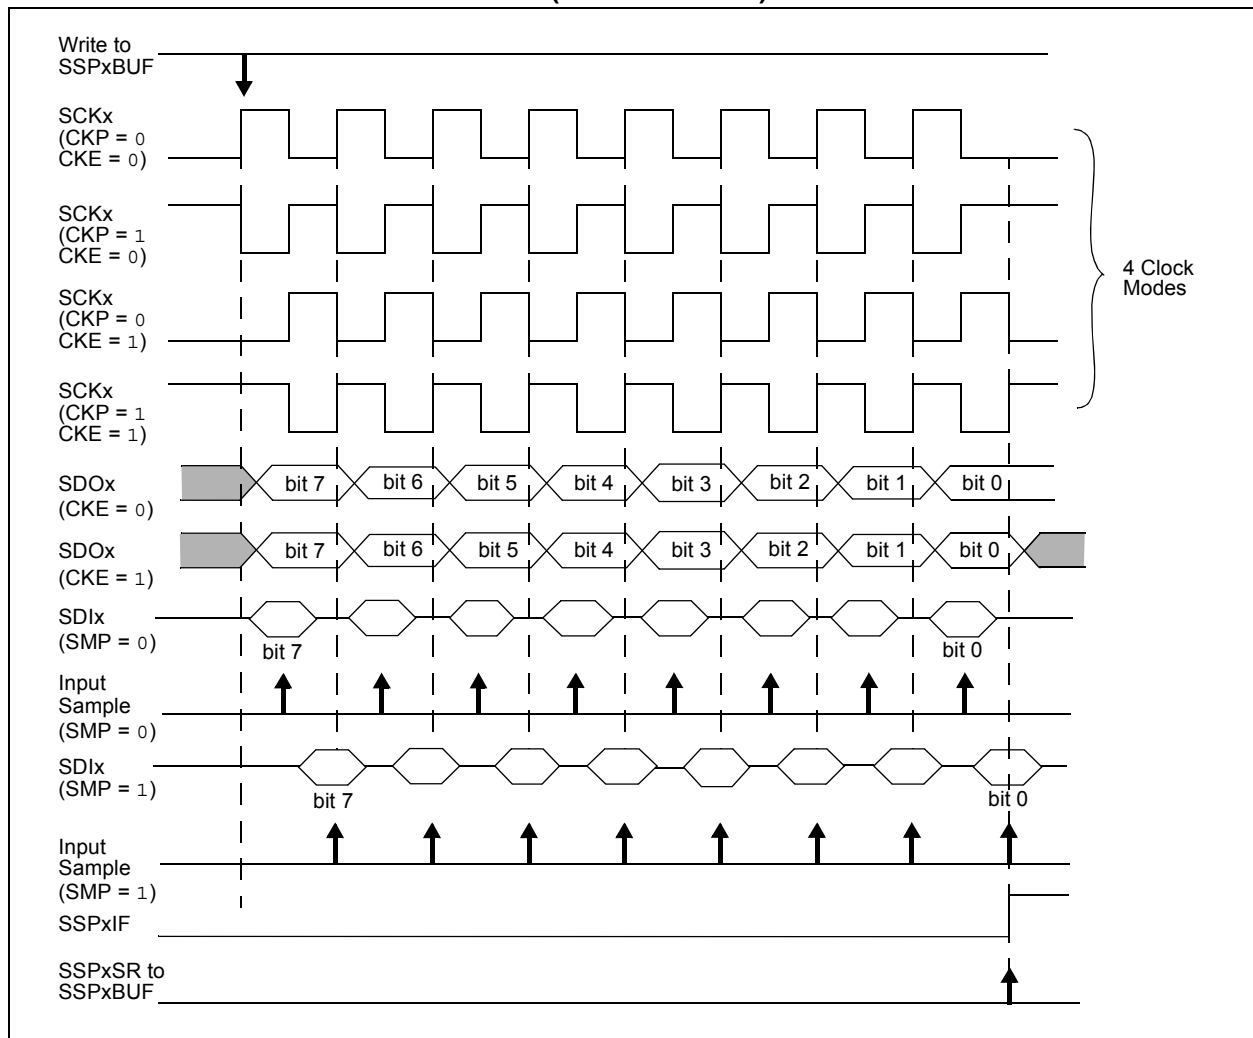 Write to
SSPxBUF
SCKx
(CKP = 0
CKE = 0)
SCKx
(CKP = 1
CKE = 0)
SCKx
(CKP = 0
CKE = 1)
SCKx
(CKP = 1
CKE = 1)
4 Clock
Modes
SDOx
(CKE = 0)
bit 7 bit 6 bit 5 bit 4 bit 3 bit 2 bit 1 bit 0
SDOx
(CKE = 1)
bit 7 bit 6 bit 5 bit 4 bit 3 bit 2 bit 1 bit 0
SDIx
(SMP = 0)
bit 7 bit 0
Input
Sample
(SMP = 0)
SDIx
(SMP = 1)
bit 7 bit 0
Input
Sample
(SMP = 1)
SSPxIF
SSPxSR to
SSPxBUF